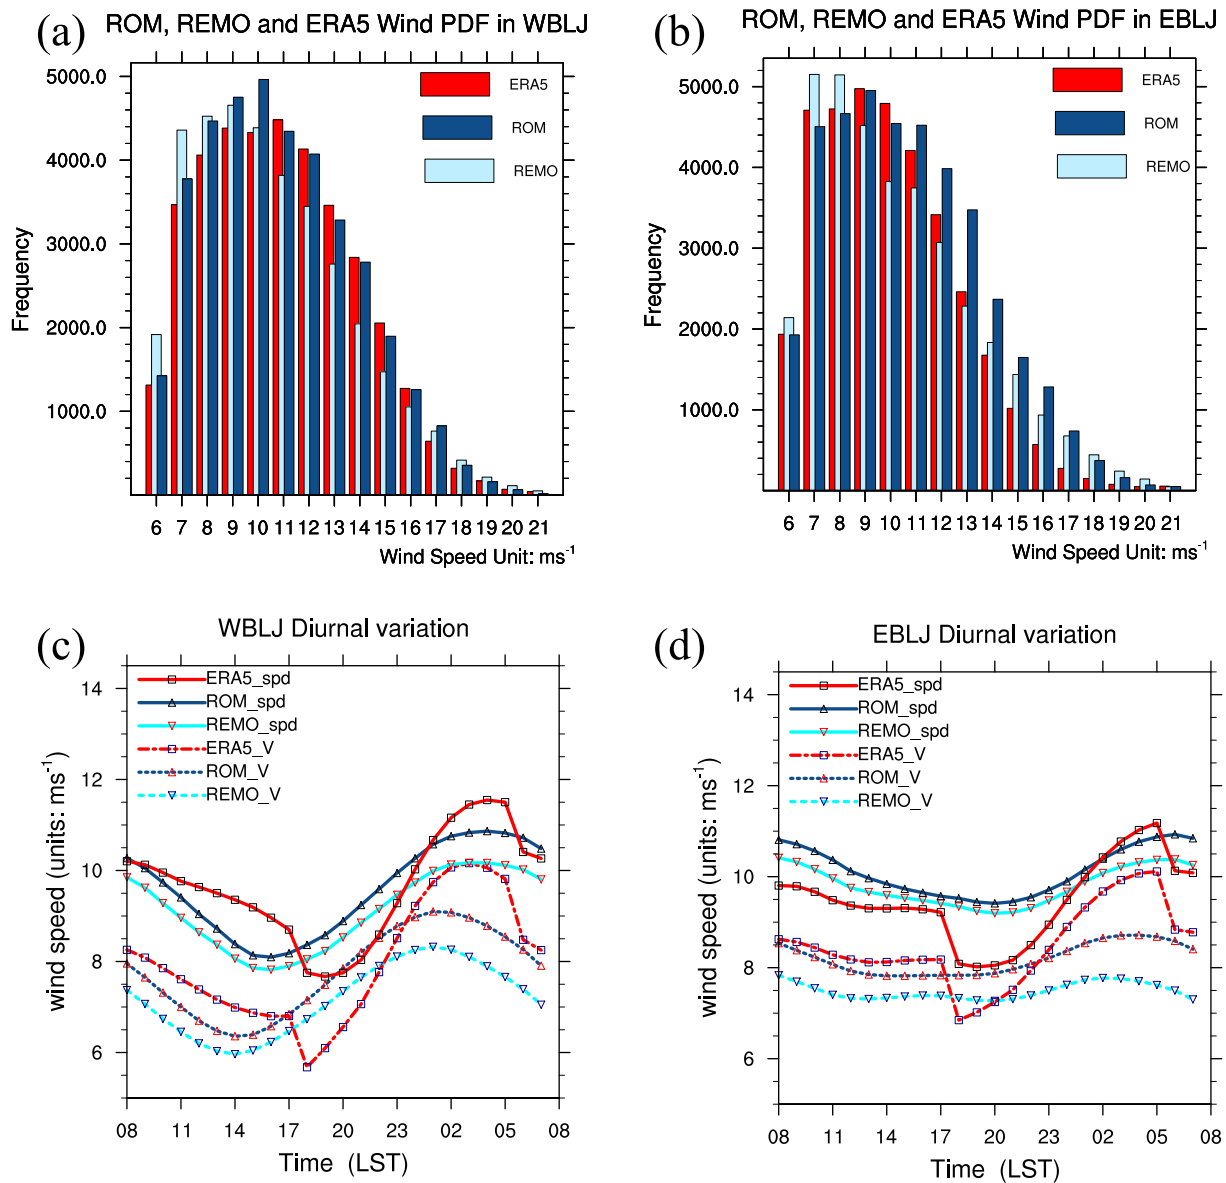 (a) ROM, REMO and ERA5 Wind PDF in WBLJ
5000.0
4000.0
3000.0
2000.0
1000.0
Frequency
ERA5
ROM
REMO
6 7 8 9 10 11 12 13 14 15 16 17 18 19 20 21
Wind Speed Unit: ms-1
(b) ROM, REMO and ERA5 Wind PDF in EBLJ
5000.0
4000.0
3000.0
2000.0
1000.0
Frequency
ERA5
ROM
REMO
6 7 8 9 10 11 12 13 14 15 16 17 18 19 20 21
Wind Speed Unit: ms-1
(c) WBLJ Diurnal variation
14
12
10
8
6
wind speed (units: ms-1)
ERA5_spd
ROM_spd
REMO_spd
ERA5_V
ROM_V
REMO_V
08 11 14 17 20 23 02 05 08
Time (LST)
(d) EBLJ Diurnal variation
14
12
10
8
6
wind speed (units: ms-1)
ERA5_spd
ROM_spd
REMO_spd
ERA5_V
ROM_V
REMO_V
08 11 14 17 20 23 02 05 08
Time (LST)